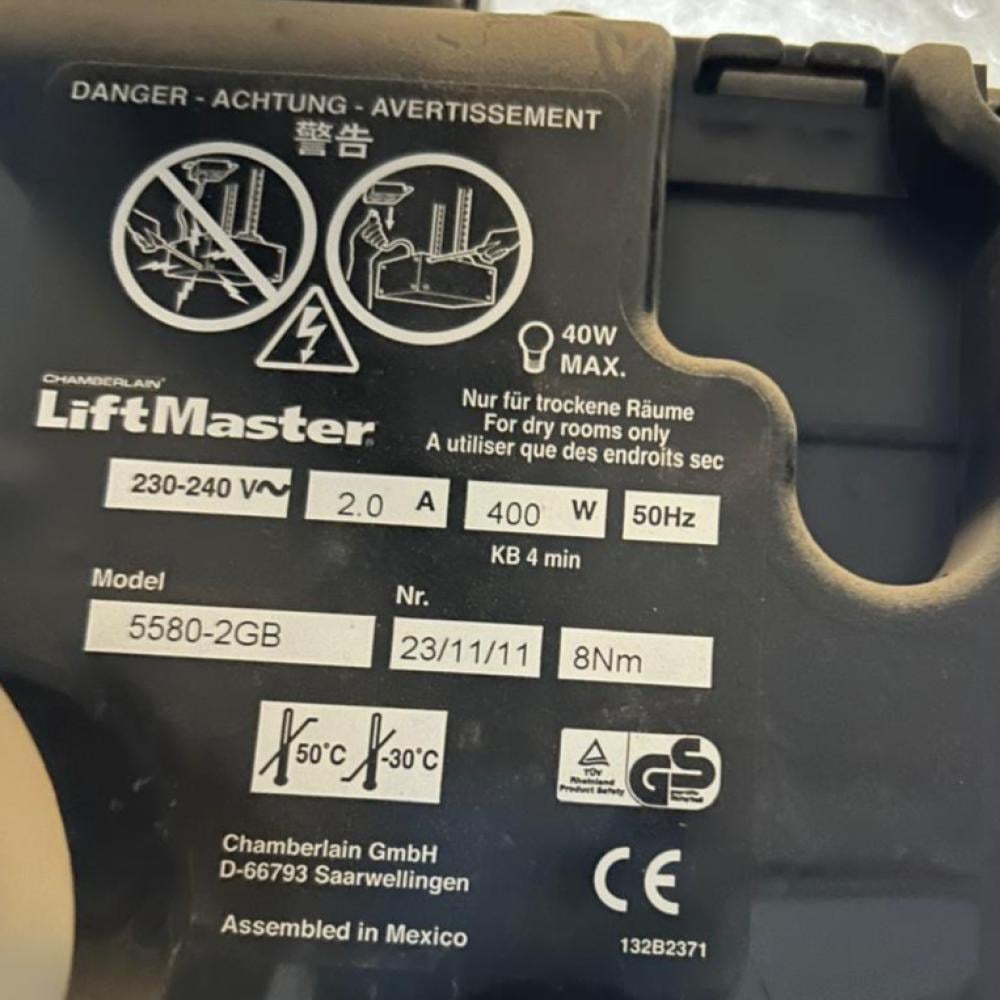 DANGER - ACHTUNG - AVERTISSEMENT
警告
40W
MAX.
CHAMBERLAIN®
LiftMaster®
Nur für trockene Räume
For dry rooms only
A utiliser que des endroits sec
230-240 V~ 2.0 A 400 W 50Hz
KB 4 min
Model Nr.
5580-2GB 23/11/11 8Nm
50°C -30°C
TÜV
Rheinland
Product Safety
GS
Chamberlain GmbH
D-66793 Saarwellingen
CE
Assembled in Mexico
132B2371